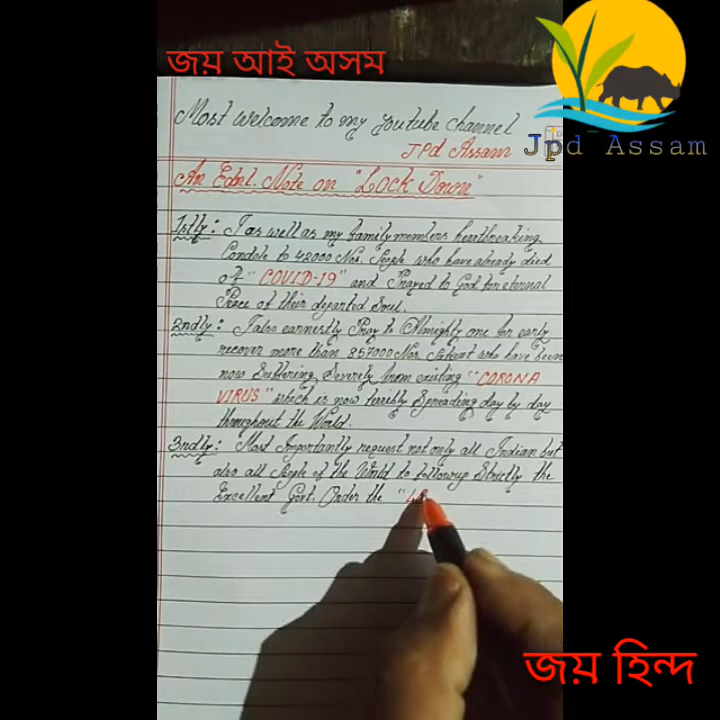 জয় আই অসম
Jpd Assam
Most welcome to my youtube channel
JPd Assam
An Ednl. Note on "Lock Down"
1stly: I as well as my family members heartbreaking
Condole to 42000 Nos. People who have already died
of "COVID-19" and Prayed to God for eternal
Peace of their departed Soul.
2ndly: I also earnestly Pray to Almighty one for early
recover more than 857000 Nos. Patient who have been
now Suffering Severely from existing "CORONA
VIRUS" which is now terribly Spreading day by day
throughout the World.
3ndly: Most Importantly request not only all Indian but
also all People of the World to followup Strictly the
Excellent Govt. Order the "L
জয় হিন্দ